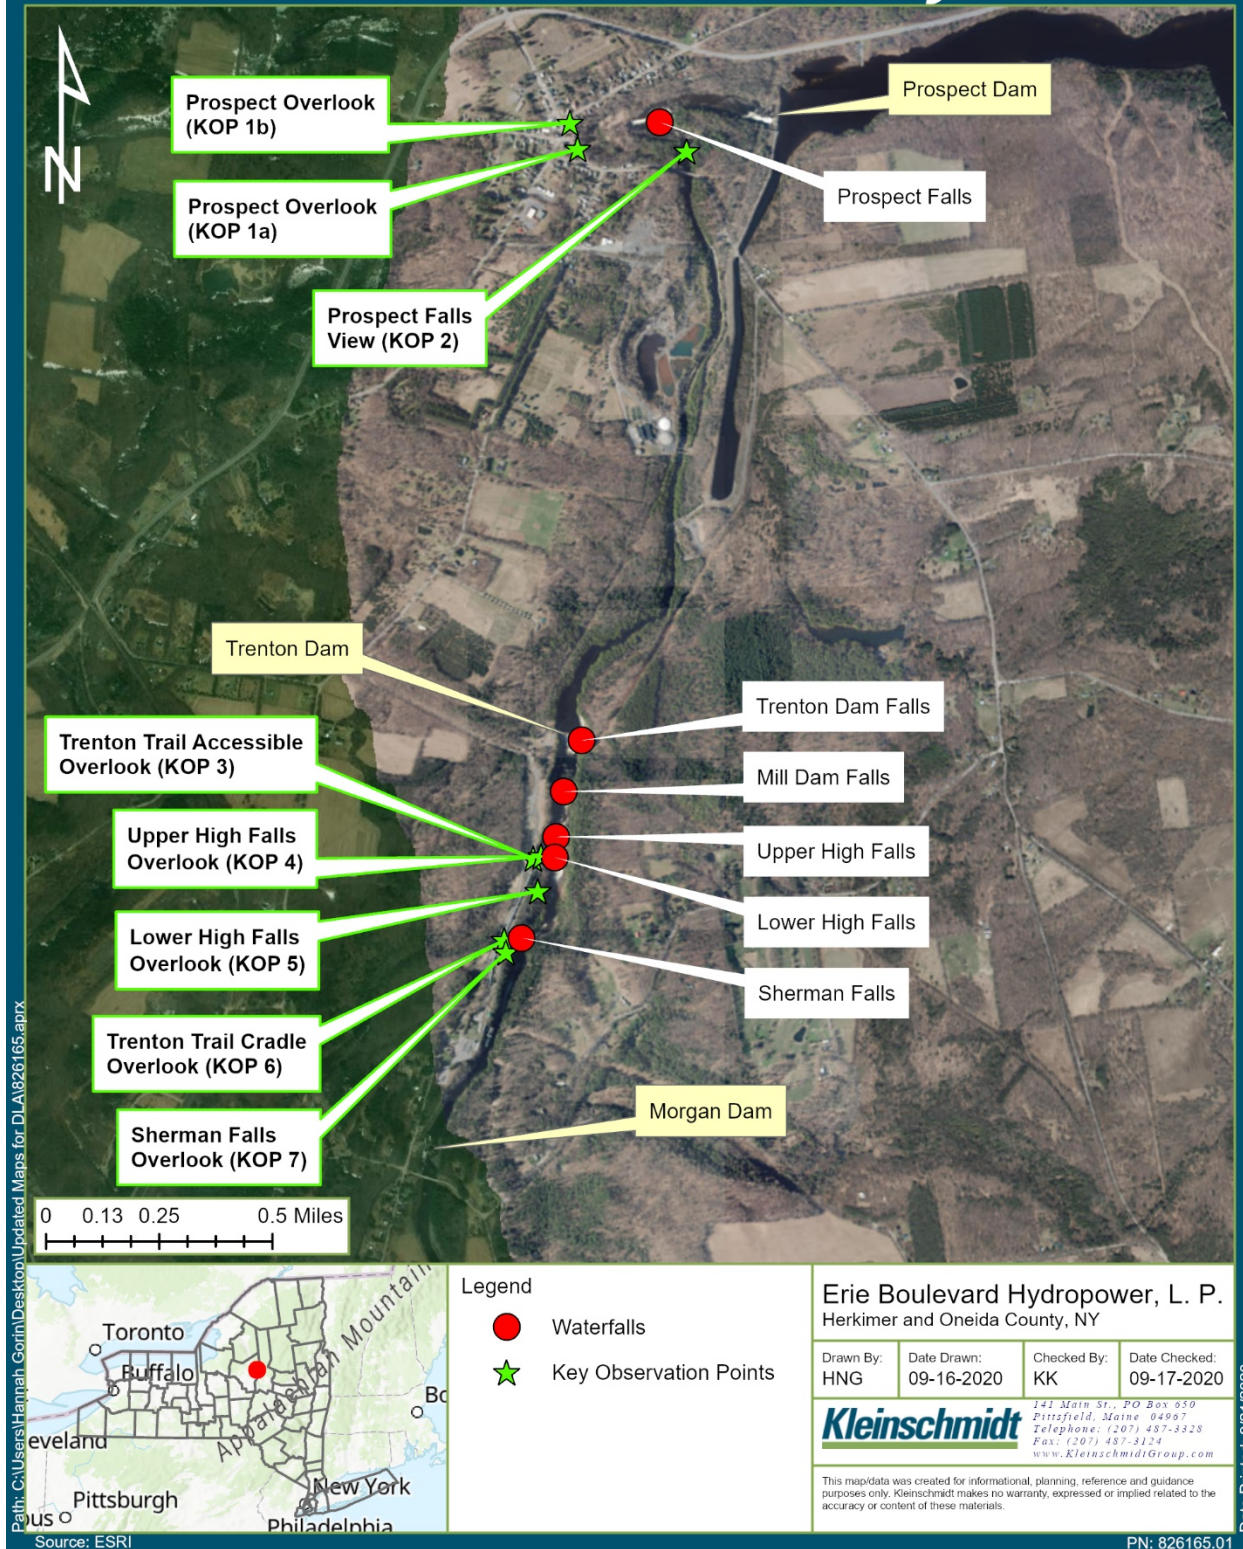 Prospect Overlook
(KOP 1b)
Prospect Dam
Prospect Overlook
(KOP 1a)
Prospect Falls
N
Prospect Falls
View (KOP 2)
Trenton Dam
Trenton Dam Falls
Trenton Trail Accessible
Overlook (KOP 3)
Mill Dam Falls
Upper High Falls
Overlook (KOP 4)
Upper High Falls
Lower High Falls
Lower High Falls
Overlook (KOP 5)
Sherman Falls
Trenton Trail Cradle
Overlook (KOP 6)
Morgan Dam
Sherman Falls
Overlook (KOP 7)
0 0.13 0.25 0.5 Miles
Path: C:\Users\Hannah Gorin\Desktop\Updated Maps for DLA\826165.aprx
Toronto
Buffalo
Appalachian Mountain
Bo
eveland
New York
Pittsburgh
bus
Philadelphia
Source: ESRI
Legend
Waterfalls
Key Observation Points
Erie Boulevard Hydropower, L. P.
Herkimer and Oneida County, NY
Drawn By:
HNG
Date Drawn:
09-16-2020
Checked By:
KK
Date Checked:
09-17-2020
Kleinschmidt
141 Main St., PO Box 650
Pittsfield, Maine 04967
Telephone: (207) 487-3328
Fax: (207) 487-3124
www.KleinschmidtGroup.com
This map/data was created for informational, planning, reference and guidance
purposes only. Kleinschmidt makes no warranty, expressed or implied related to the
accuracy or content of these materials.
PN: 826165.01